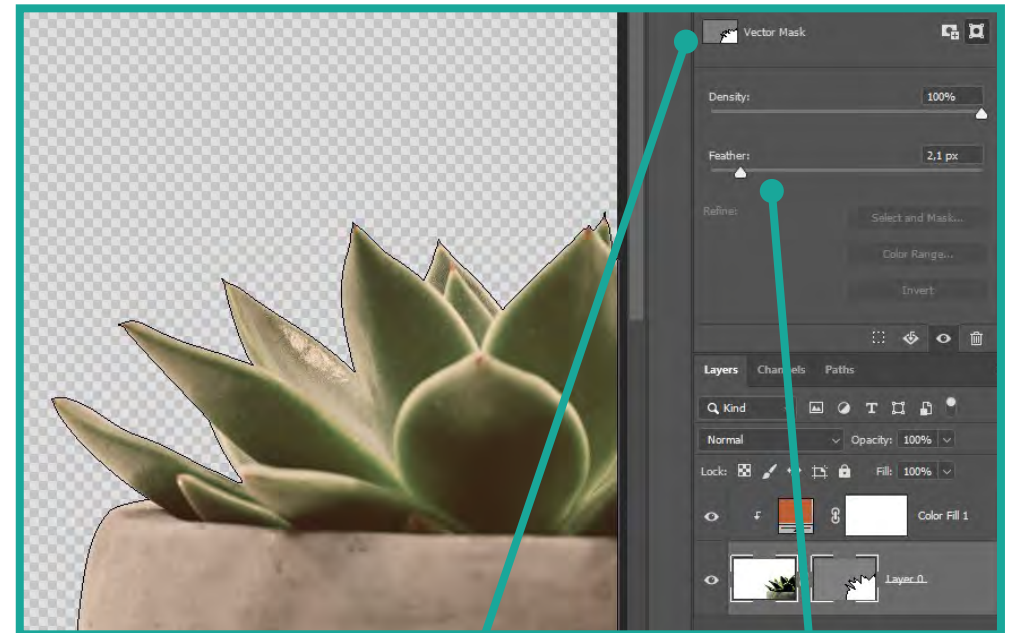 Vector Mask
Density: 100%
Feather: 2,1 px
Refine: Select and Mask...
Color Range...
Invert
Layers Channels Paths
Kind T
Normal Opacity: 100%
Lock: Fill: 100%
Color Fill 1
Layer 0